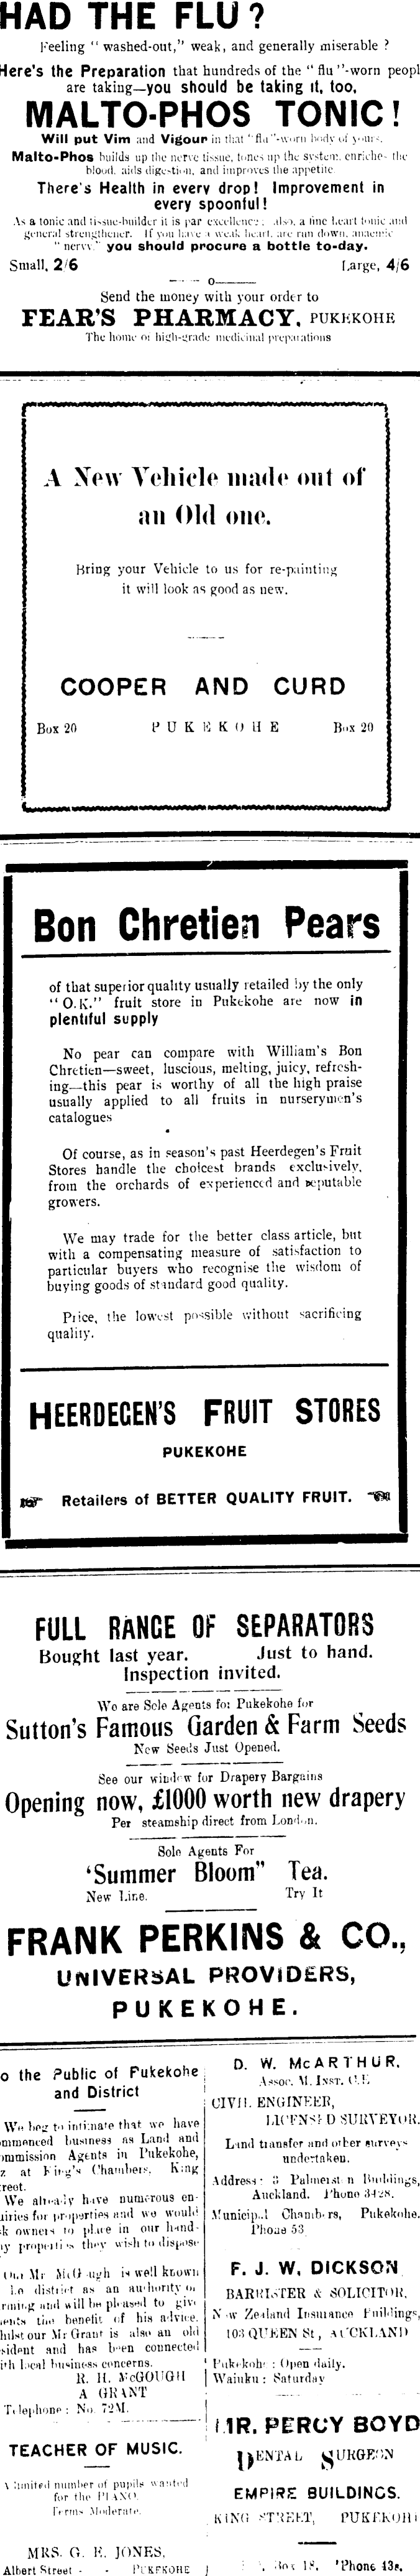 HAD THE FLU?
Feeling "washed-out," weak, and generally miserable?
Here's the Preparation that hundreds of the "flu"-worn peopl
are taking—you should be taking it, too.
MALTO-PHOS TONIC!
Will put Vim and Vigour in that "flu"-worn body of yours.
Malto-Phos builds up the nerve tissue, tones up the system, enriches the
blood, aids digestion, and improves the appetite.
There's Health in every drop! Improvement in
every spoonful!
As a tonic and tissue-builder it is par excellence; also, a fine heart tonic and
general strengthener. If you have a weak heart, are run down, anaemic
"nervy," you should procure a bottle to-day.
Small, 2/6 Large, 4/6
Send the money with your order to
FEAR'S PHARMACY, PUKEKOHE
The home of high-grade medicinal preparations
A New Vehicle made out of
an Old one.
Bring your Vehicle to us for re-painting
it will look as good as new.
COOPER AND CURD
Box 20 PUKEKOHE Box 20
Bon Chretien Pears
of that superior quality usually retailed by the only
"O.K." fruit store in Pukekohe are now in
plentiful supply
No pear can compare with William's Bon
Chretien—sweet, luscious, melting, juicy, refresh-
ing—this pear is worthy of all the high praise
usually applied to all fruits in nurserymen's
catalogues
Of course, as in season's past Heerdegen's Fruit
Stores handle the choicest brands exclusively,
from the orchards of experienced and reputable
growers.
We may trade for the better class article, but
with a compensating measure of satisfaction to
particular buyers who recognise the wisdom of
buying goods of standard good quality.
Price, the lowest possible without sacrificing
quality.
HEERDEGEN'S FRUIT STORES
PUKEKOHE
Retailers of BETTER QUALITY FRUIT.
FULL RANGE OF SEPARATORS
Bought last year. Just to hand.
Inspection invited.
We are Sole Agents for Pukekohe for
Sutton's Famous Garden & Farm Seeds
New Seeds Just Opened.
See our window for Drapery Bargains
Opening now, £1000 worth new drapery
Per steamship direct from London.
Sole Agents For
'Summer Bloom" Tea.
New Line. Try It
FRANK PERKINS & CO.,
UNIVERSAL PROVIDERS,
PUKEKOHE.
o the Public of Pukekohe
and District
We beg to intimate that we have
ommenced business as Land and
ommission Agents in Pukekohe,
z at King's Chambers, King
treet.
We already have numerous en-
uiries for properties and we would
sk owners to place in our hand-
ny properties they wish to dispose
Our Mr McGough is well known
he district as an authority on
rming and will be pleased to give
ients the benefit of his advice.
hilst our Mr Grant is also an old
sident and has been connected
ith local business concerns.
R. H. McGOUGH
A GRANT
Telephone: No. 72M.
TEACHER OF MUSIC.
A limited number of pupils wanted
for the PIANO.
Terms Moderate.
MRS. G. E. JONES,
Albert Street - - PUKEKOHE
D. W. McARTHUR,
Assoc. M. Inst. C.E
CIVIL ENGINEER,
LICENSED SURVEYOR.
Land transfer and other surveys
undertaken.
Address: 3 Palmerston Buildings,
Auckland. Phone 3428.
Municipal Chambers, Pukekohe.
Phone 53
F. J. W. DICKSON
BARRISTER & SOLICITOR,
New Zealand Insurance Buildings,
103 QUEEN St, AUCKLAND
Pukekohe: Open daily.
Waiuku: Saturday
MR. PERCY BOYD
DENTAL SURGEON
EMPIRE BUILDINGS.
KING STREET, PUKEKOHE
Box 18. 'Phone 43r.